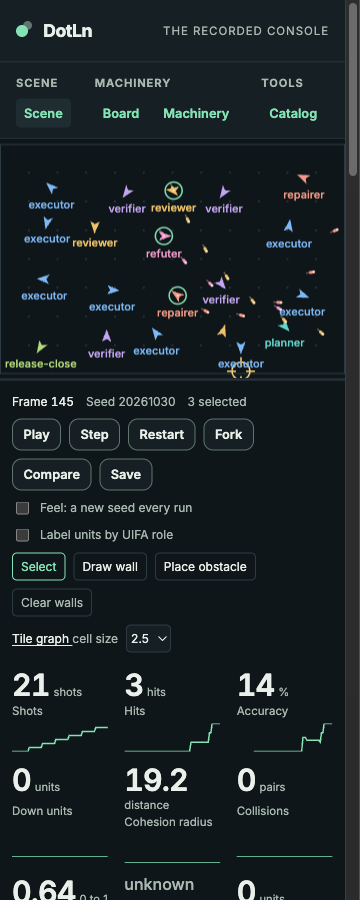 DotLn THE RECORDED CONSOLE
SCENE MACHINERY TOOLS
Scene Board Machinery Catalog
repairer
executor verifier reviewer verifier
executor reviewer executor
refuter
executor executor verifier
repairer executor
planner
verifier executor
release-close executor
Frame 145 Seed 20261030 3 selected
Play Step Restart Fork
Compare Save
Feel: a new seed every run
Label units by UIFA role
Select Draw wall Place obstacle
Clear walls
Tile graph cell size 2.5
21 shots 3 hits 14 %
Shots Hits Accuracy
0 units 19.2 0 pairs
distance
Down units Cohesion radius Collisions
0.64 0 to 1 unknown 0 units